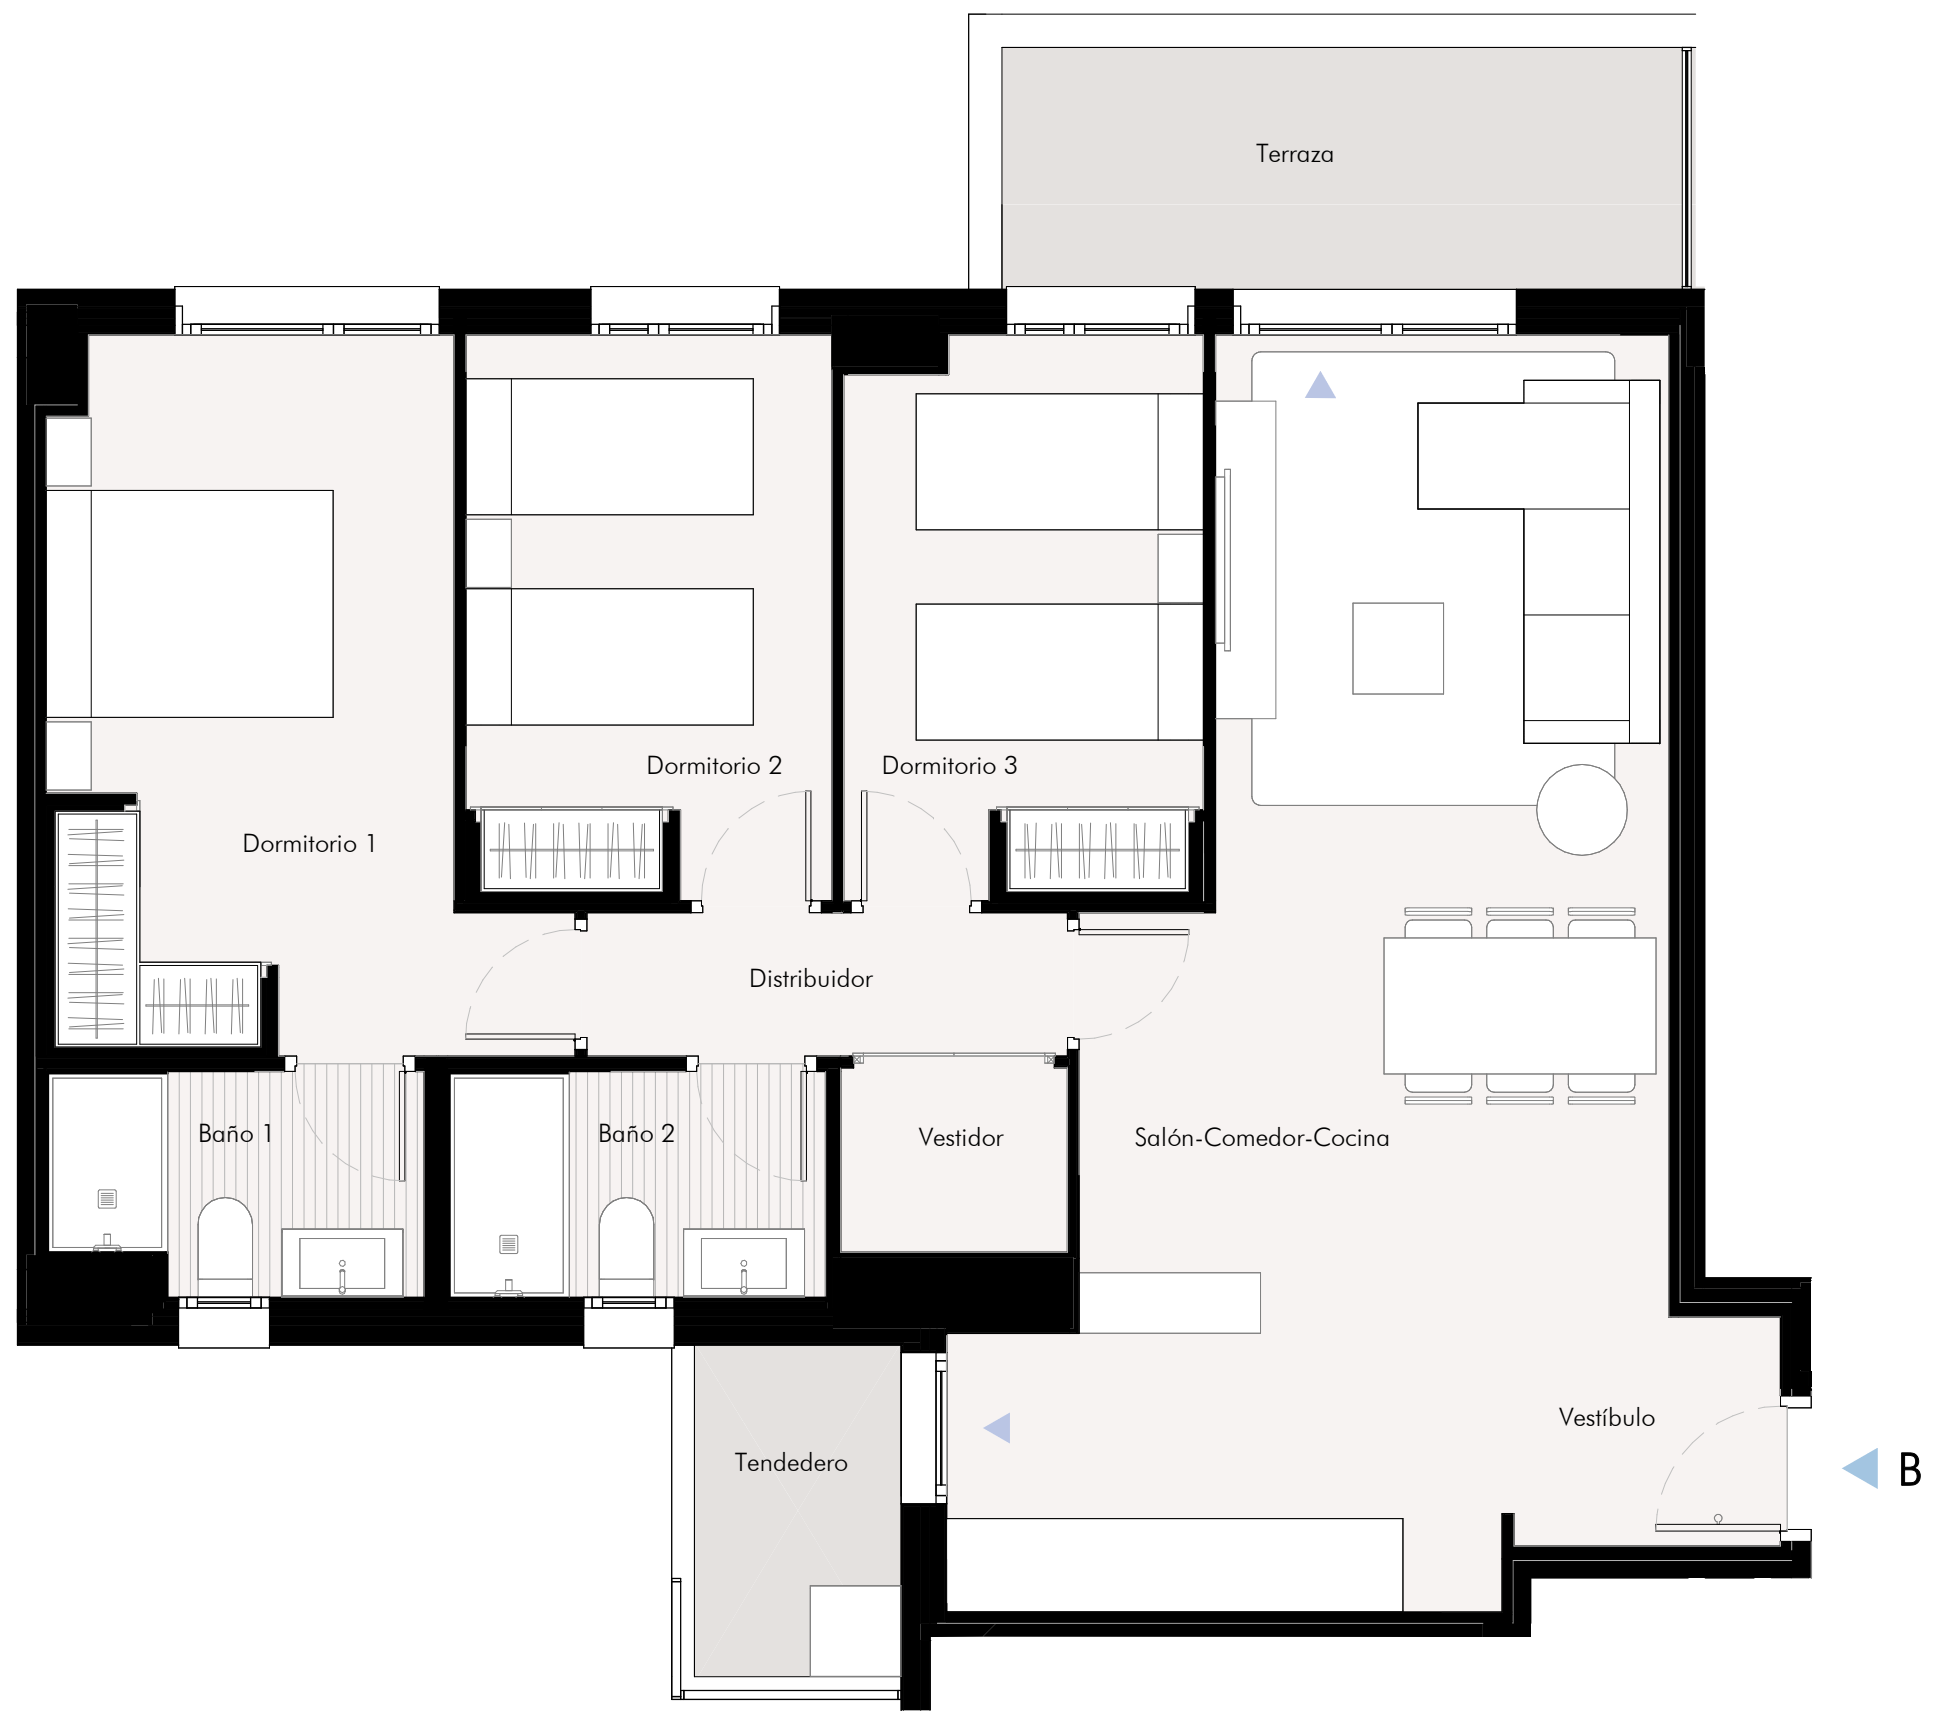 Terraza
Dormitorio 2
Dormitorio 3
Dormitorio 1
Distribuidor
Baño 1
Baño 2
Vestidor
Salón-Comedor-Cocina
Vestíbulo
Tendedero
B